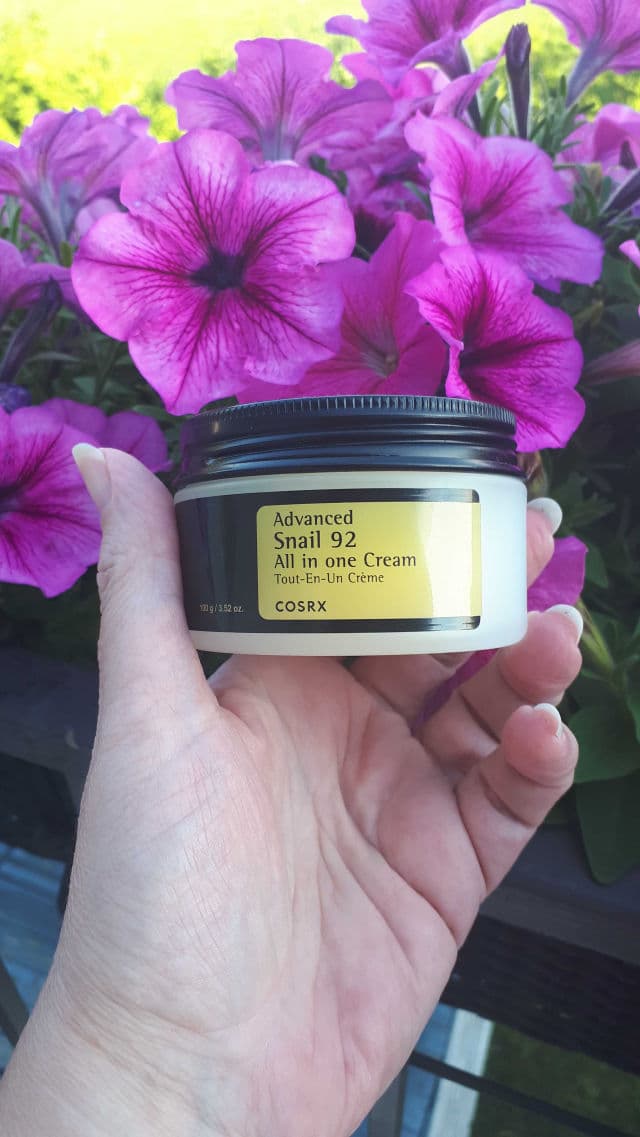 Advanced
Snail 92
All in one Cream
Tout-En-Un Crème
100 g / 3.52 oz.
COSRX